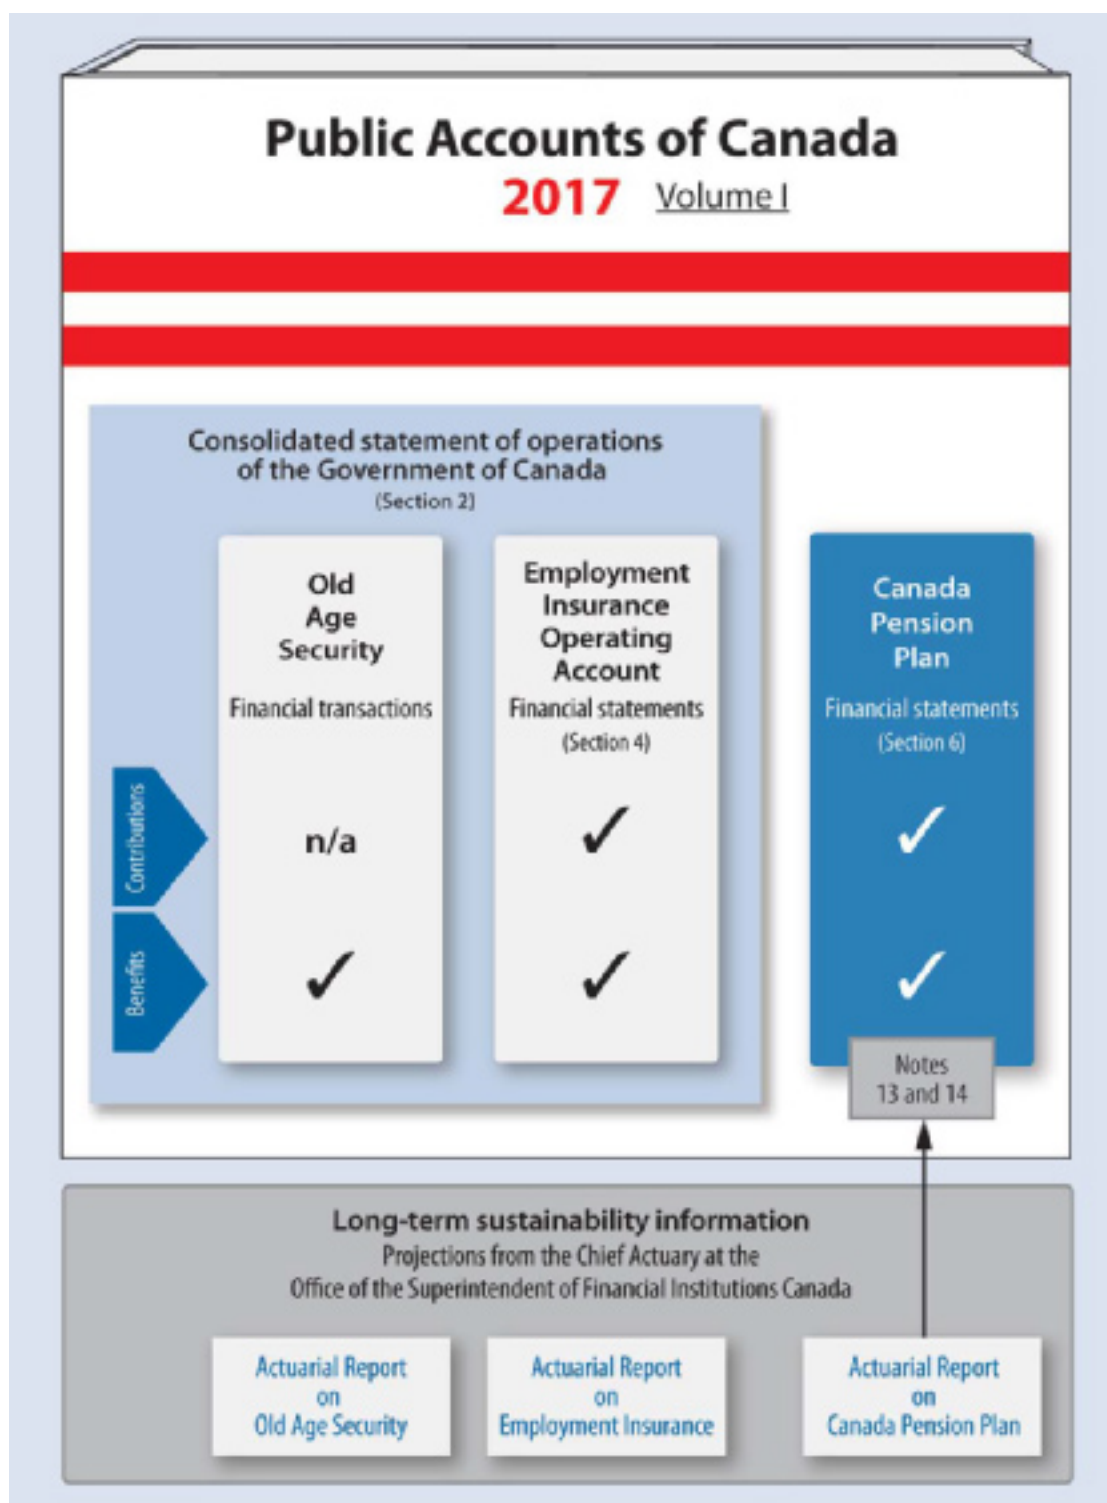 Public Accounts of Canada
2017 Volume I
Consolidated statement of operations
of the Government of Canada
(Section 2)
Old
Age
Security
Financial transactions
Employment
Insurance
Operating
Account
Financial statements
(Section 4)
Canada
Pension
Plan
Financial statements
(Section 6)
Contributions
n/a
✓
✓
Benefits
✓
✓
✓
Notes
13 and 14
Long-term sustainability information
Projections from the Chief Actuary at the
Office of the Superintendent of Financial Institutions Canada
Actuarial Report
on
Old Age Security
Actuarial Report
on
Employment Insurance
Actuarial Report
on
Canada Pension Plan